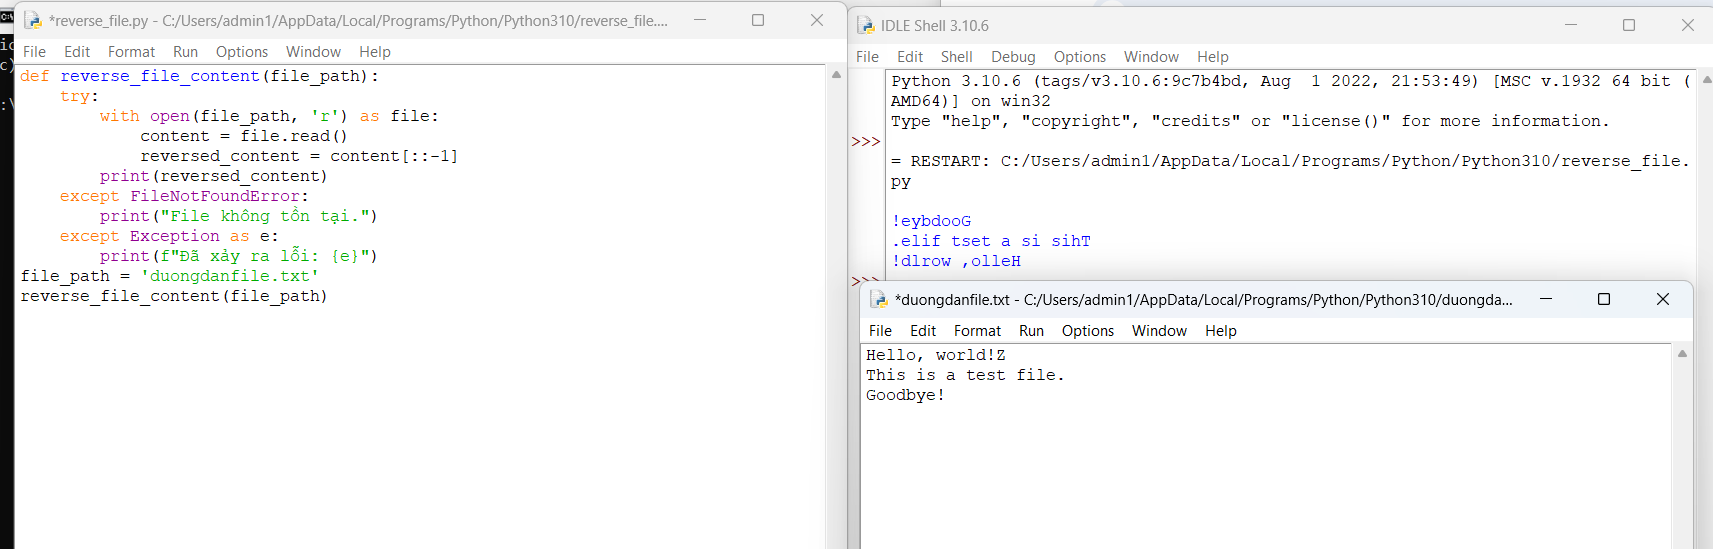 *reverse_file.py - C:/Users/admin1/AppData/Local/Programs/Python/Python310/reverse_file....
File Edit Format Run Options Window Help
def reverse_file_content(file_path):
    try:
        with open(file_path, 'r') as file:
            content = file.read()
            reversed_content = content[::-1]
        print(reversed_content)
    except FileNotFoundError:
        print("File không tồn tại.")
    except Exception as e:
        print(f"Đã xảy ra lỗi: {e}")
file_path = 'duongdanfile.txt'
reverse_file_content(file_path)
IDLE Shell 3.10.6
File Edit Shell Debug Options Window Help
Python 3.10.6 (tags/v3.10.6:9c7b4bd, Aug  1 2022, 21:53:49) [MSC v.1932 64 bit (
AMD64)] on win32
Type "help", "copyright", "credits" or "license()" for more information.
>>>
= RESTART: C:/Users/admin1/AppData/Local/Programs/Python/Python310/reverse_file.
py
!eybdooG
.elif tset a si sihT
!dlrow ,olleH
>>>
*duongdanfile.txt - C:/Users/admin1/AppData/Local/Programs/Python/Python310/duongda...
File Edit Format Run Options Window Help
Hello, world!Z
This is a test file.
Goodbye!